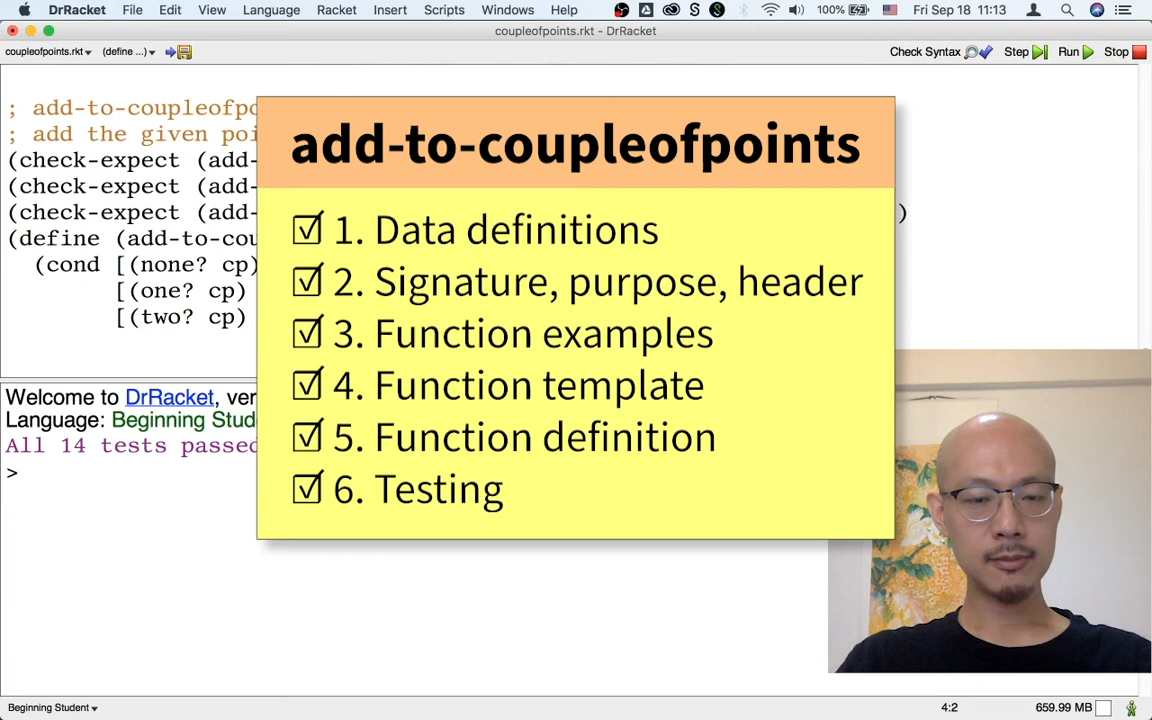 DrRacket File Edit View Language Racket Insert Scripts Windows Help 100% Fri Sep 18 11:13
coupleofpoints.rkt - DrRacket
coupleofpoints.rkt (define ...) Check Syntax Step Run Stop
; add-to-coupleofpo
; add the given poi
(check-expect (add-
(check-expect (add-
(check-expect (add- )
(define (add-to-cou
(cond [(none? cp)
[(one? cp)
[(two? cp)
add-to-coupleofpoints
☑ 1. Data definitions
☑ 2. Signature, purpose, header
☑ 3. Function examples
☑ 4. Function template
☑ 5. Function definition
☑ 6. Testing
Welcome to DrRacket, ver
Language: Beginning Stud
All 14 tests passed
>
Beginning Student 4:2 659.99 MB